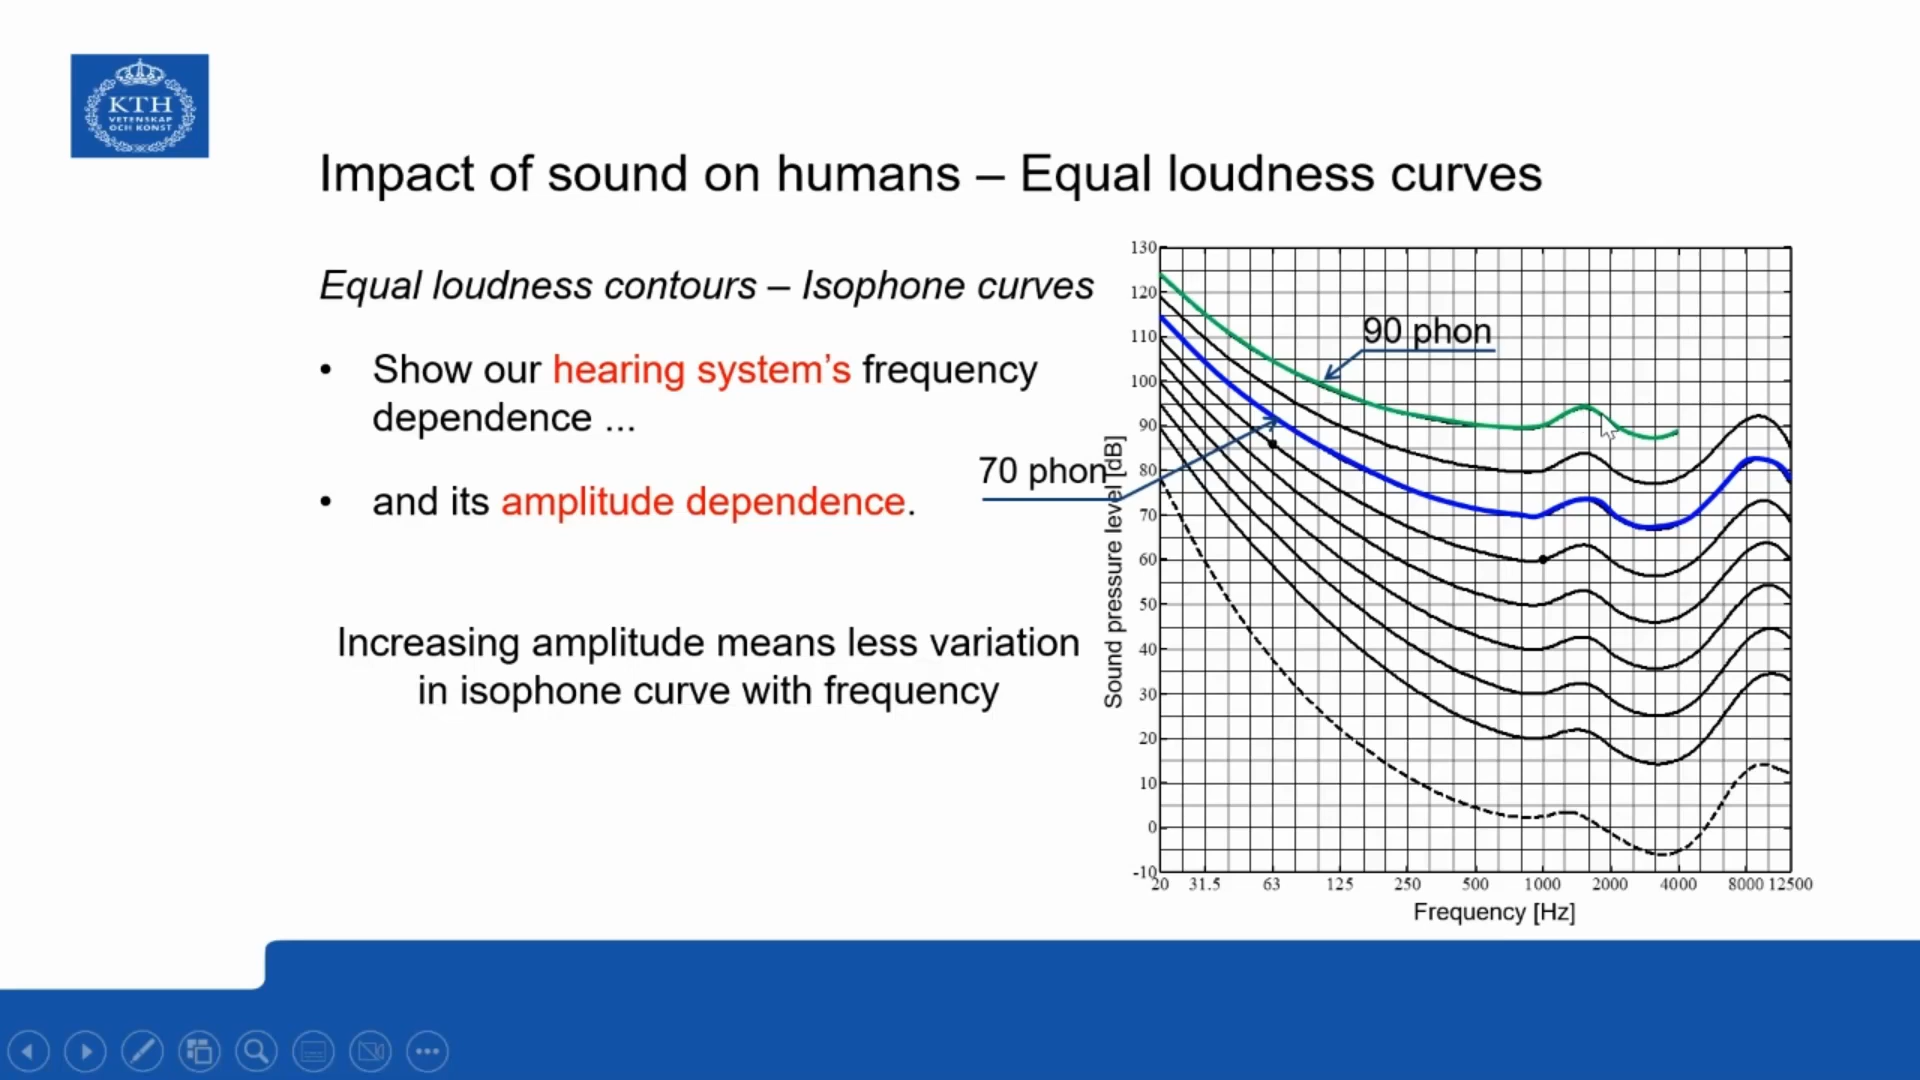 KTH
VETENSKAP
OCH KONST
Impact of sound on humans – Equal loudness curves
Equal loudness contours – Isophone curves
• Show our hearing system’s frequency
dependence ...
• and its amplitude dependence.
Increasing amplitude means less variation
in isophone curve with frequency
90 phon
70 phon
Sound pressure level [dB]
130
120
110
100
90
80
70
60
50
40
30
20
10
0
-10
20 31.5 63 125 250 500 1000 2000 4000 8000 12500
Frequency [Hz]